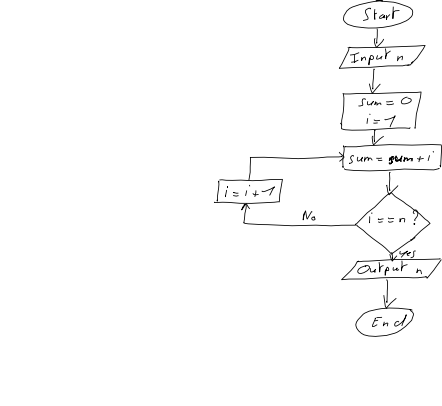 Start
Input n
sum = 0
i = 1
sum = sum + i
i = i + 1
i == n ?
No
yes
Output n
End